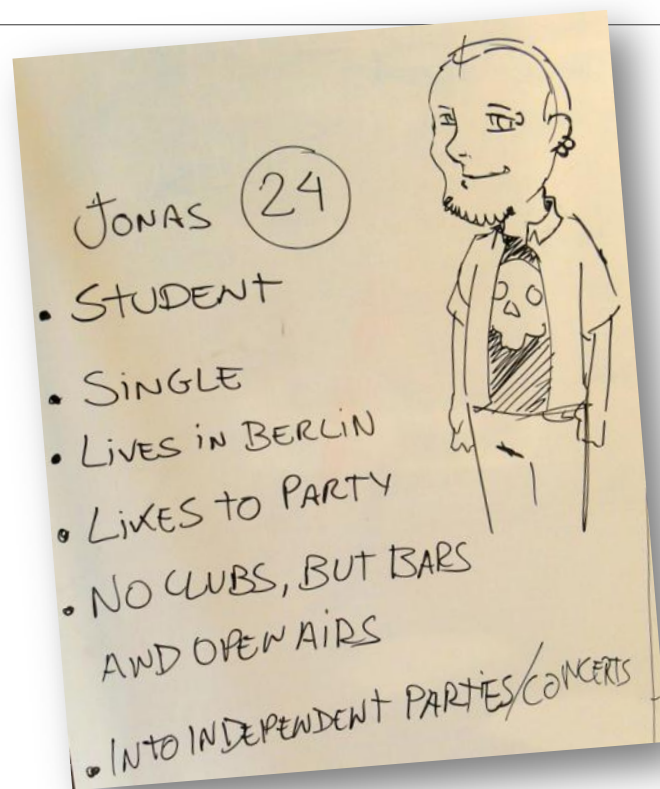 JONAS 24
• STUDENT
• SINGLE
• LIVES IN BERLIN
• LIKES TO PARTY
• NO CLUBS, BUT BARS
AND OPEN AIRS
• INTO INDEPENDENT PARTIES/CONCERTS